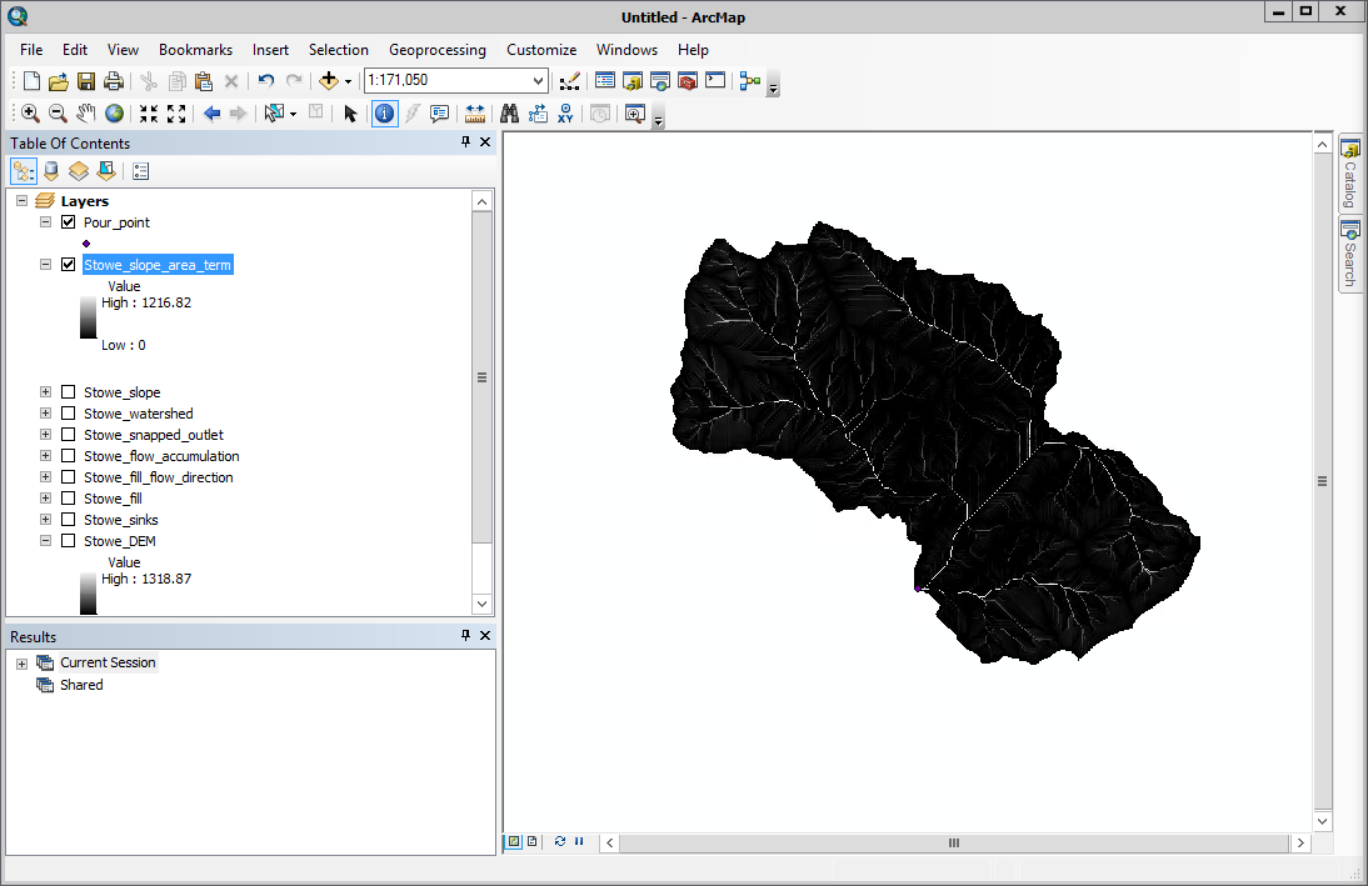 Untitled - ArcMap
File Edit View Bookmarks Insert Selection Geoprocessing Customize Windows Help
1:171,050
XY
Table Of Contents
Layers
Pour_point
Stowe_slope_area_term
Value
High : 1216.82
Low : 0
Stowe_slope
Stowe_watershed
Stowe_snapped_outlet
Stowe_flow_accumulation
Stowe_fill_flow_direction
Stowe_fill
Stowe_sinks
Stowe_DEM
Value
High : 1318.87
Results
Current Session
Shared
Catalog
Search